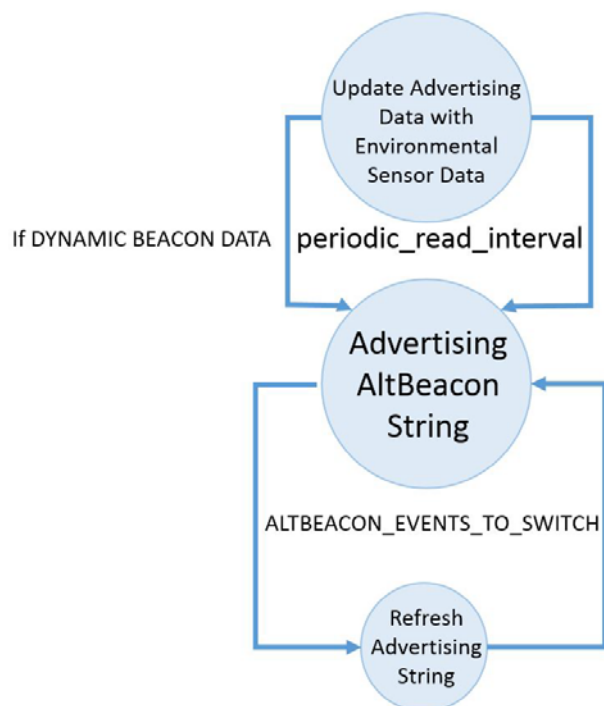 Update Advertising
Data with
Environmental
Sensor Data
If DYNAMIC BEACON DATA
periodic_read_interval
Advertising
AltBeacon
String
ALTBEACON_EVENTS_TO_SWITCH
Refresh
Advertising
String